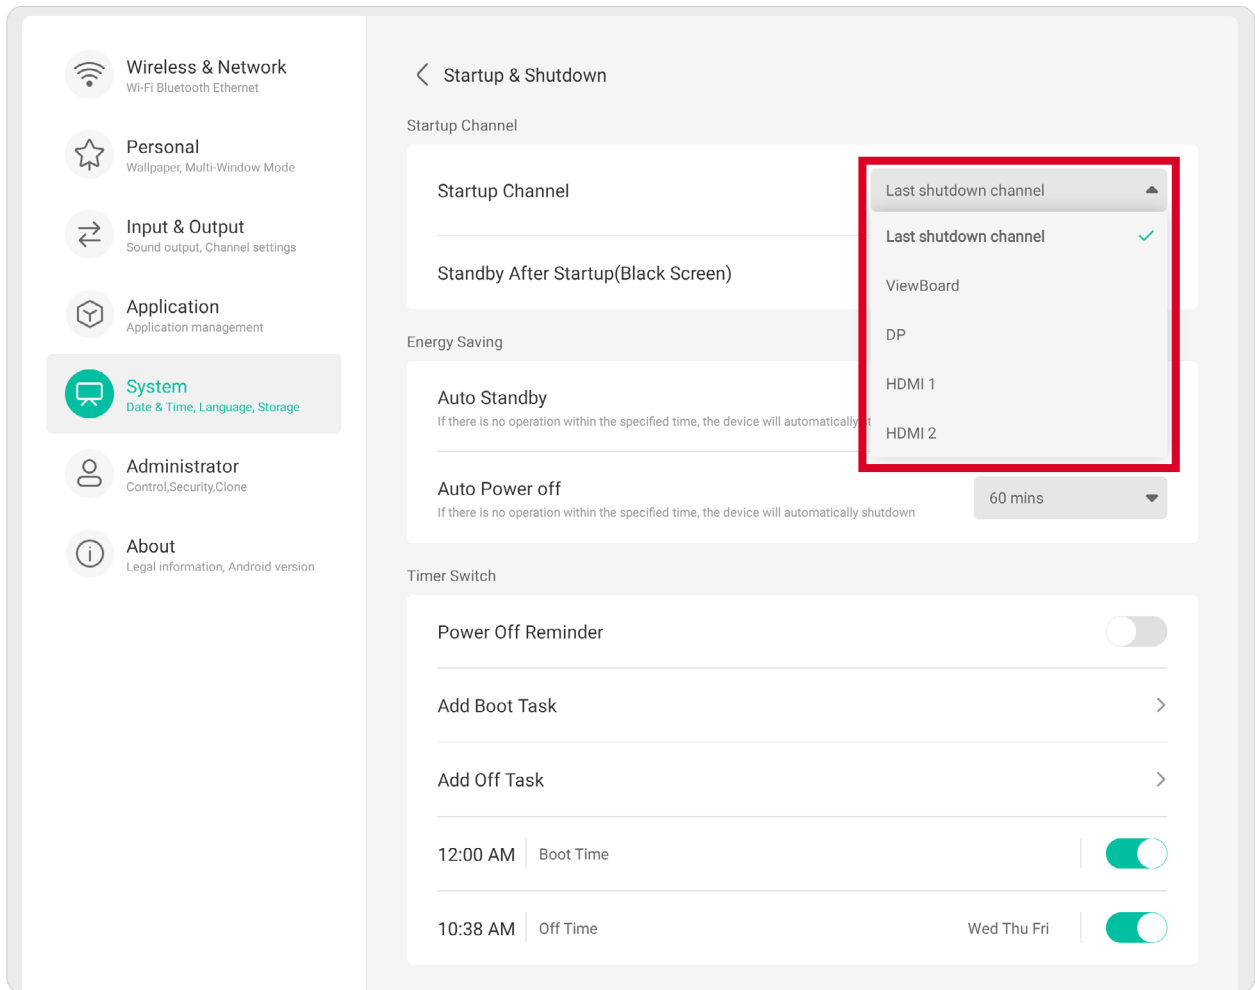 Wireless & Network
Wi-Fi Bluetooth Ethernet
Personal
Wallpaper, Multi-Window Mode
Input & Output
Sound output, Channel settings
Application
Application management
System
Date & Time, Language, Storage
Administrator
Control,Security,Clone
About
Legal information, Android version
Startup & Shutdown
Startup Channel
Startup Channel
Last shutdown channel
Last shutdown channel
ViewBoard
DP
HDMI 1
HDMI 2
Standby After Startup(Black Screen)
Energy Saving
Auto Standby
If there is no operation within the specified time, the device will automatically
Auto Power off
If there is no operation within the specified time, the device will automatically shutdown
60 mins
Timer Switch
Power Off Reminder
Add Boot Task
Add Off Task
12:00 AM Boot Time
10:38 AM Off Time Wed Thu Fri